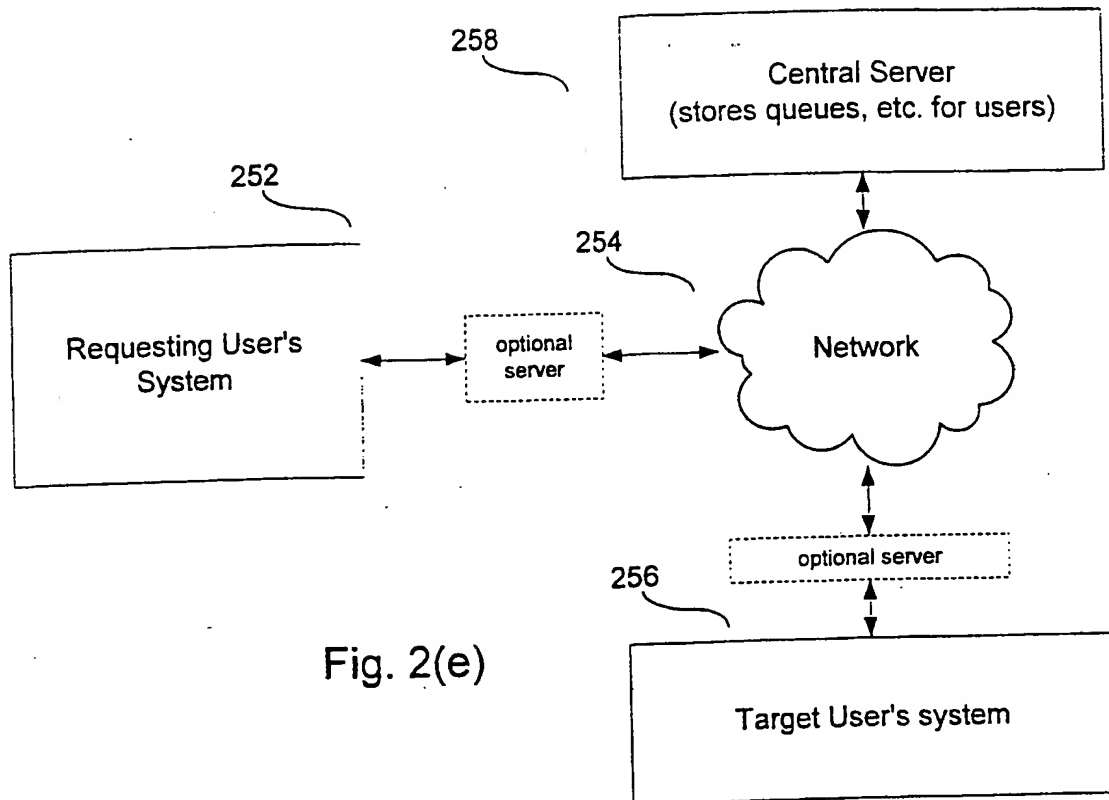 258
Central Server
(stores queues, etc. for users)
252
Requesting User's
System
254
optional
server
Network
optional server
256
Target User's system
Fig. 2(e)